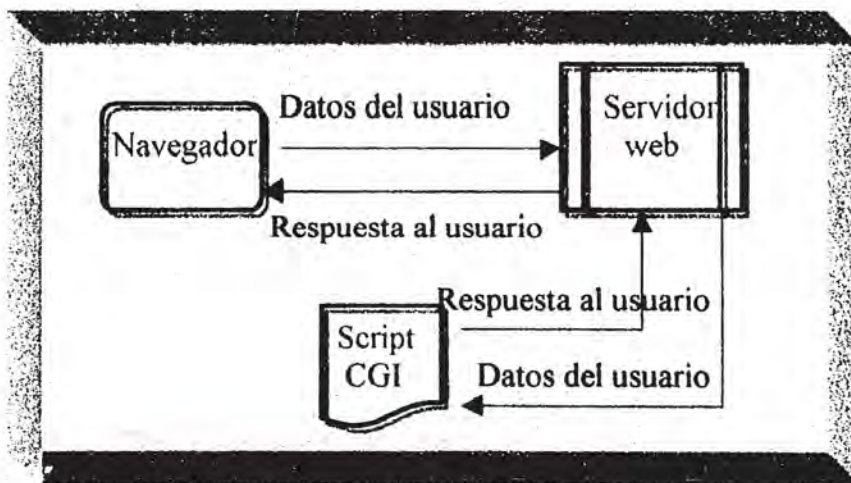 Datos del usuario
Navegador
Servidor
web
Respuesta al usuario
Respuesta al usuario
Script
CGI
Datos del usuario